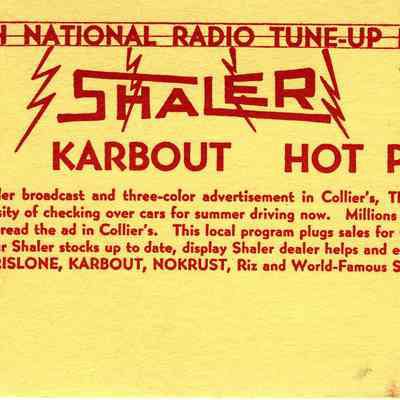 H NATIONAL RADIO TUNE-UP
SHALER
KARBOUT HOT P
ler broadcast and three-color advertisement in Collier's, TH
sity of checking over cars for summer driving now. Millions
read the ad in Collier's. This local program plugs sales for
r Shaler stocks up to date, display Shaler dealer helps and e
RISLONE, KARBOUT, NOKRUST, Riz and World-Famous S